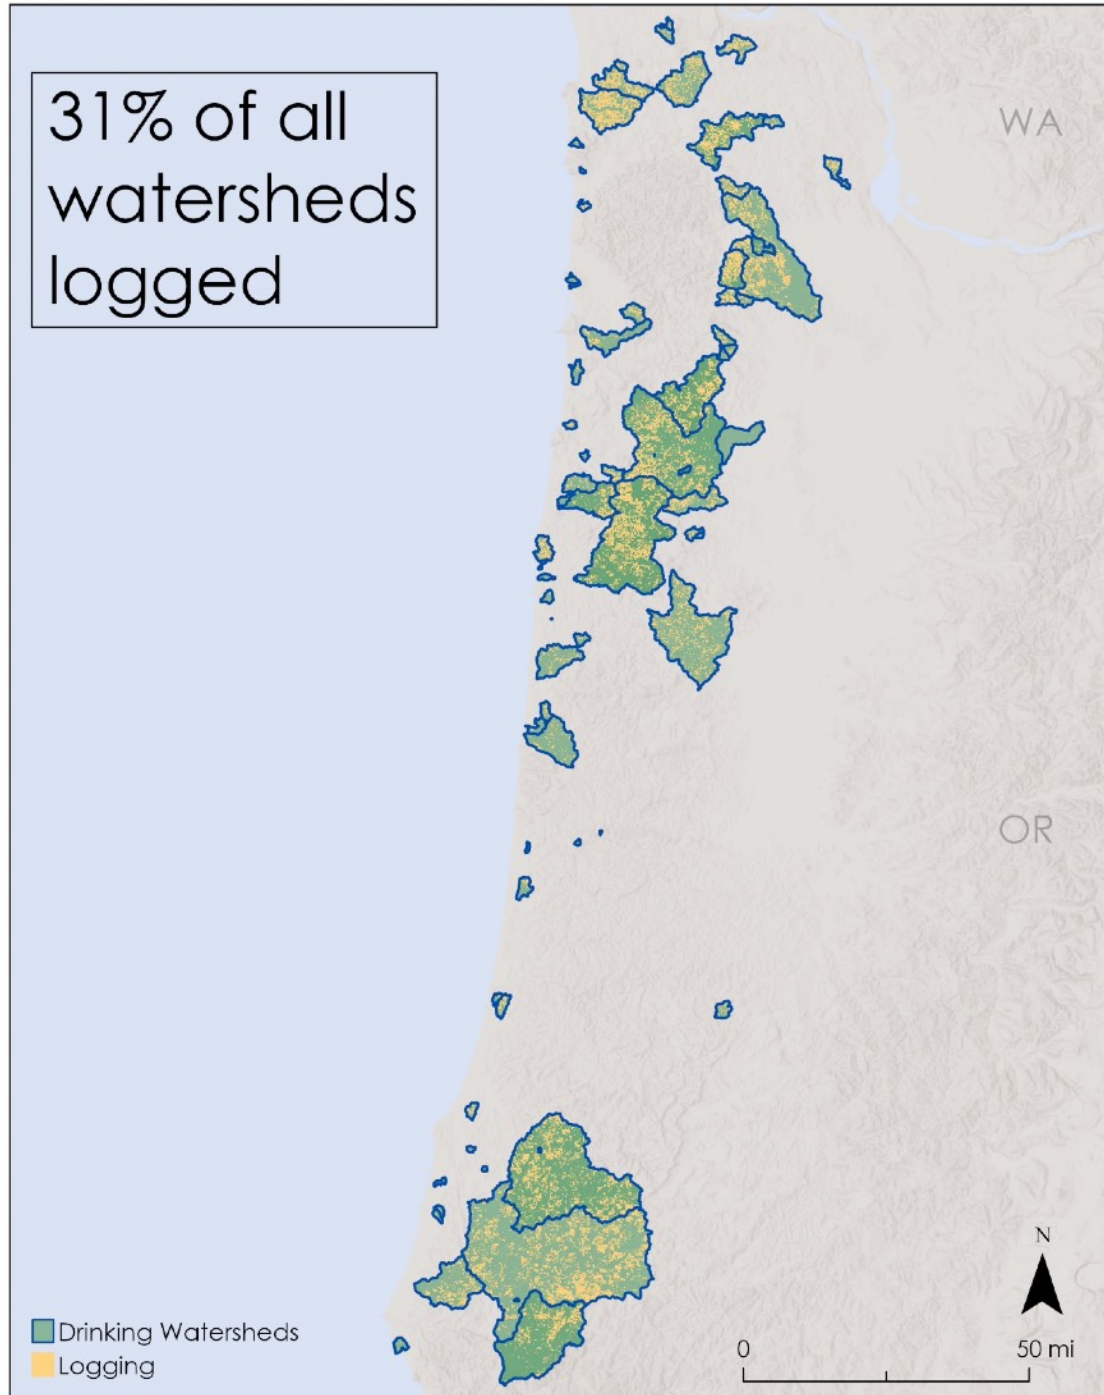 31% of all
watersheds
logged
WA
OR
N
Drinking Watersheds
Logging
0 50 mi